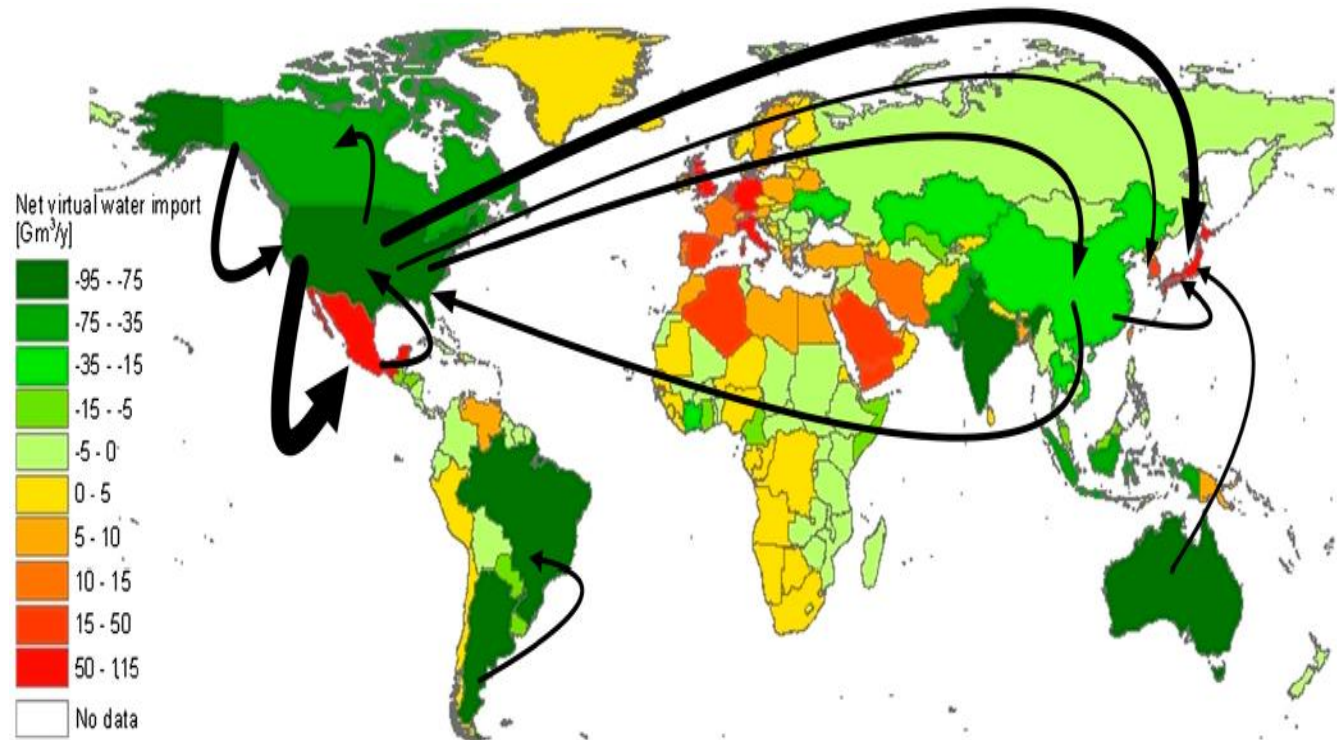 Net virtual water import
[Gm³/y]
-95 - -75
-75 - -35
-35 - -15
-15 - -5
-5 - 0
0 - 5
5 - 10
10 - 15
15 - 50
50 - 115
No data